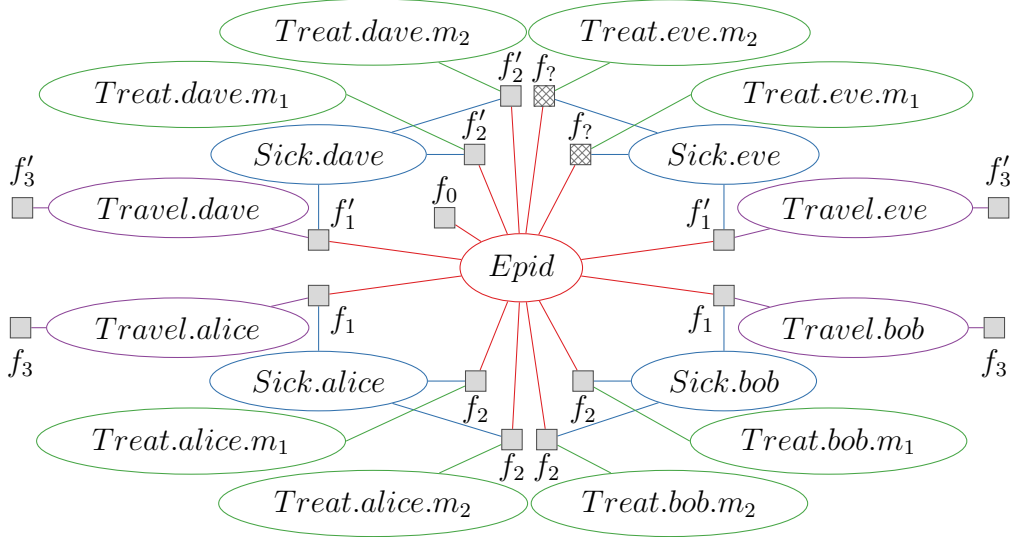 Treat.dave.m₂ Treat.eve.m₂
f′₂ f?
Treat.dave.m₁ Treat.eve.m₁
f′₂ f?
Sick.dave Sick.eve
f′₃ f₀ f′₃
Travel.dave f′₁ f′₁ Travel.eve
Epid
Travel.alice f₁ f₁ Travel.bob
f₃ f₃
Sick.alice Sick.bob
f₂ f₂
Treat.alice.m₁ Treat.bob.m₁
f₂ f₂
Treat.alice.m₂ Treat.bob.m₂